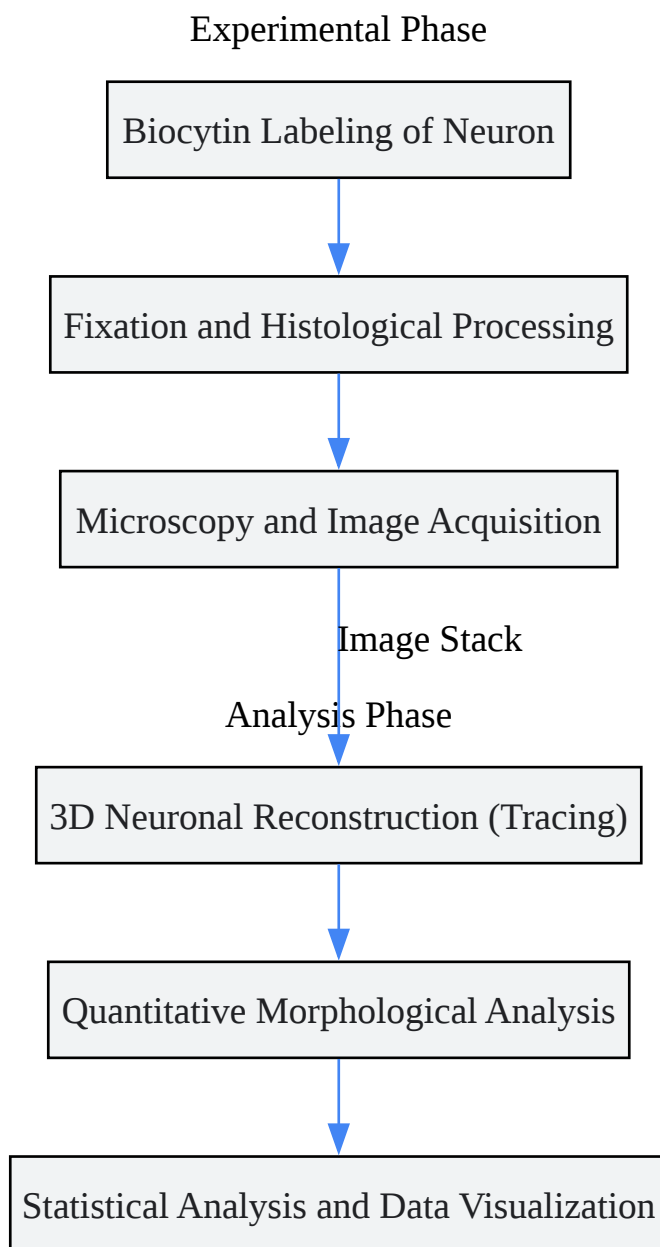 Experimental Phase
Biocytin Labeling of Neuron
Fixation and Histological Processing
Microscopy and Image Acquisition
Image Stack
Analysis Phase
3D Neuronal Reconstruction (Tracing)
Quantitative Morphological Analysis
Statistical Analysis and Data Visualization